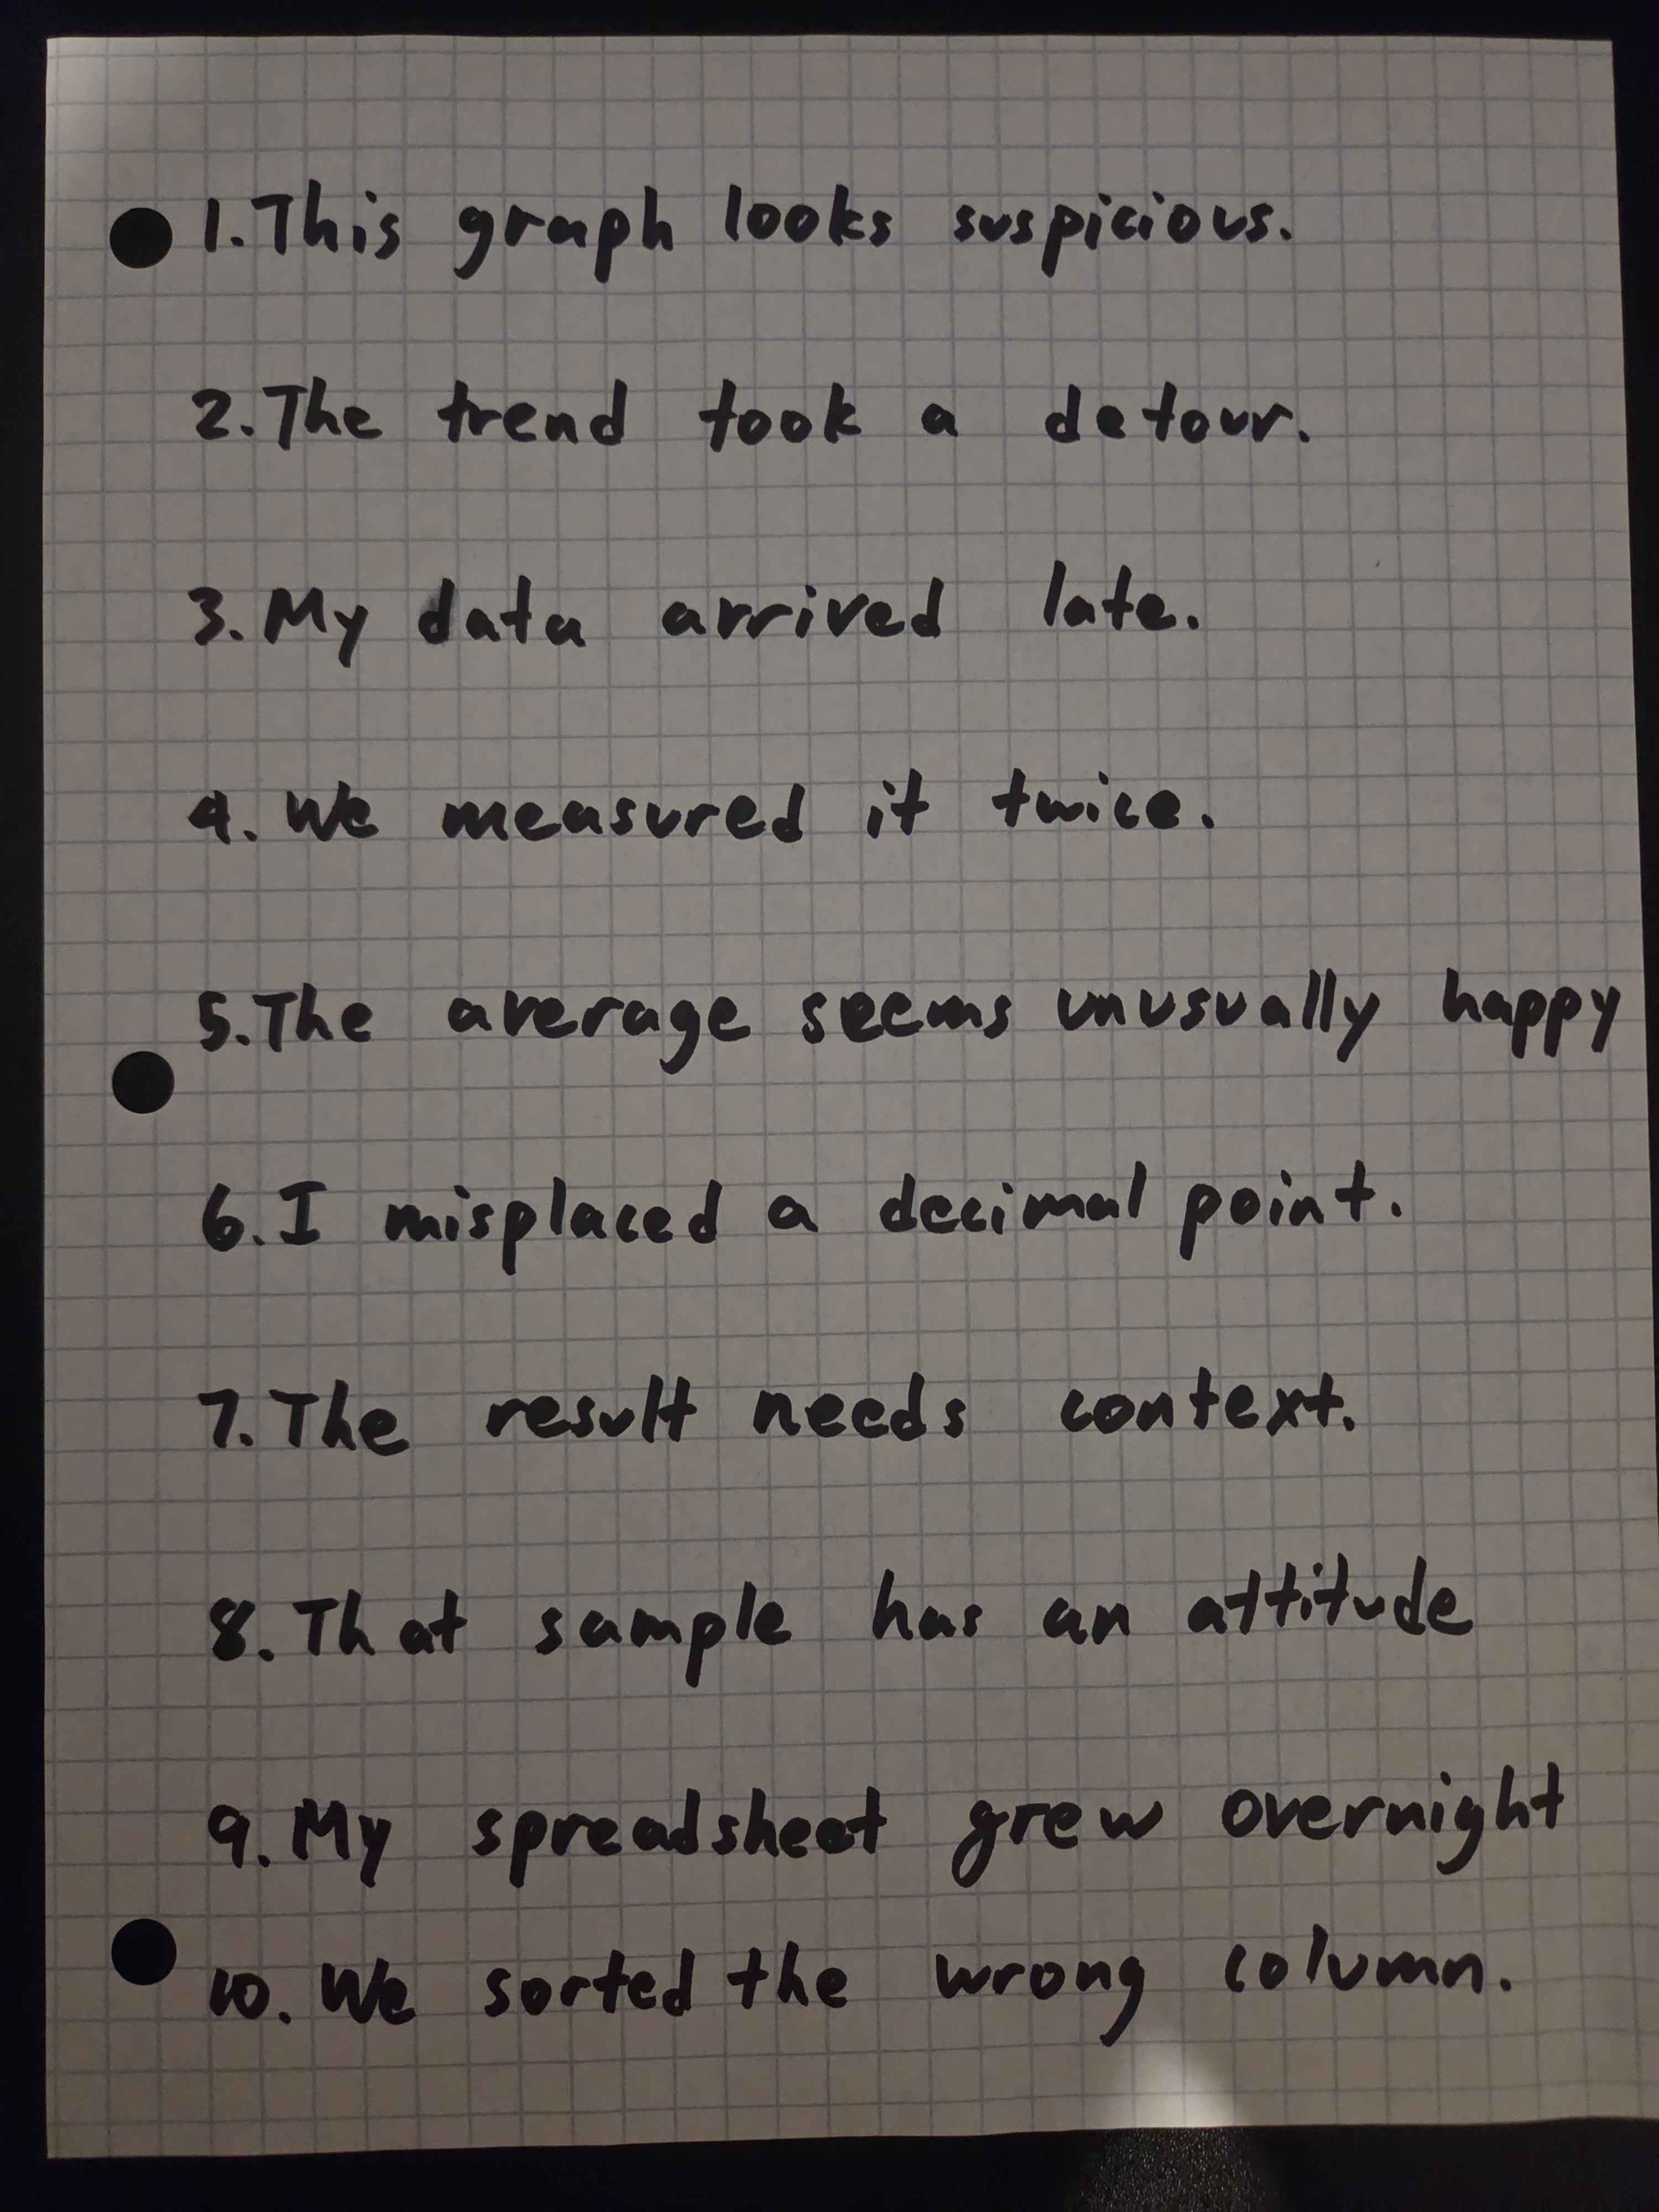 1. This graph looks suspicious.
2. The trend took a detour.
3. My data arrived late.
4. We measured it twice.
5. The average seems unusually happy
6. I misplaced a decimal point.
7. The result needs context.
8. That sample has an attitude
9. My spreadsheet grew overnight
10. We sorted the wrong column.